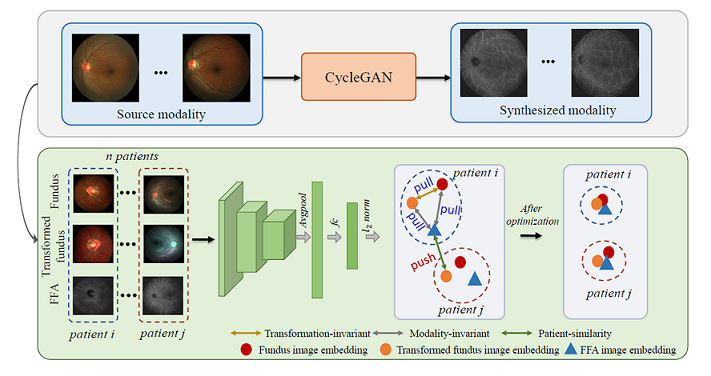 Source modality
CycleGAN
Synthesized modality
n patients
Fundus
Transformed
fundus
FFA
patient i
patient j
Avgpool
fc
l2 norm
patient i
pull
pull
pull
push
patient j
After
optimization
patient i
patient j
Transformation-invariant
Modality-invariant
Patient-similarity
Fundus image embedding
Transformed fundus image embedding
FFA image embedding